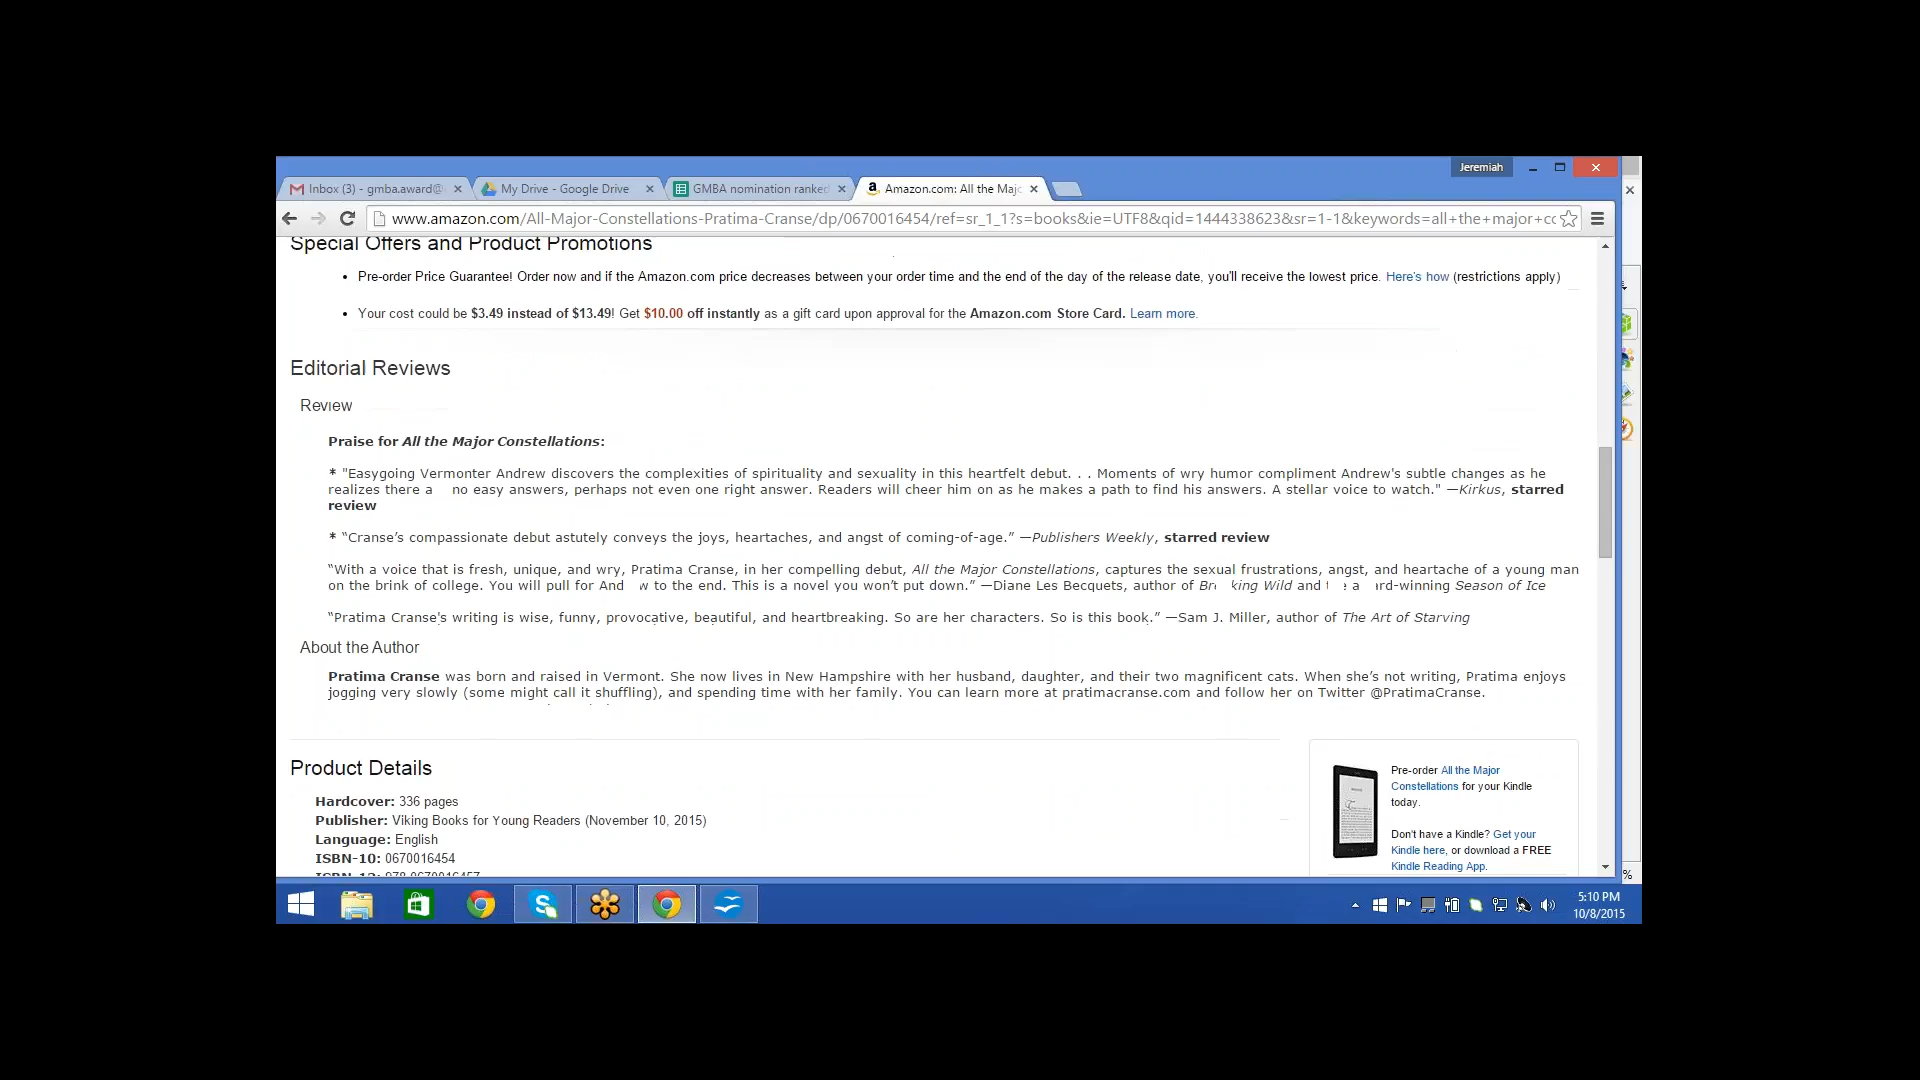 Jeremiah
Inbox (3) - gmba.award@
My Drive - Google Drive
GMBA nomination ranked
Amazon.com: All the Majo
www.amazon.com/All-Major-Constellations-Pratima-Cranse/dp/0670016454/ref=sr_1_1?s=books&ie=UTF8&qid=1444338623&sr=1-1&keywords=all+the+major+cc
Special Offers and Product Promotions
• Pre-order Price Guarantee! Order now and if the Amazon.com price decreases between your order time and the end of the day of the release date, you'll receive the lowest price. Here's how (restrictions apply)
• Your cost could be $3.49 instead of $13.49! Get $10.00 off instantly as a gift card upon approval for the Amazon.com Store Card. Learn more.
Editorial Reviews
Review
Praise for All the Major Constellations:
* "Easygoing Vermonter Andrew discovers the complexities of spirituality and sexuality in this heartfelt debut. . . Moments of wry humor compliment Andrew's subtle changes as he
realizes there a no easy answers, perhaps not even one right answer. Readers will cheer him on as he makes a path to find his answers. A stellar voice to watch." —Kirkus, starred
review
* “Cranse’s compassionate debut astutely conveys the joys, heartaches, and angst of coming-of-age.” —Publishers Weekly, starred review
“With a voice that is fresh, unique, and wry, Pratima Cranse, in her compelling debut, All the Major Constellations, captures the sexual frustrations, angst, and heartache of a young man
on the brink of college. You will pull for And w to the end. This is a novel you won’t put down.” —Diane Les Becquets, author of Br king Wild and t e a rd-winning Season of Ice
“Pratima Cranse's writing is wise, funny, provocative, beautiful, and heartbreaking. So are her characters. So is this book.” —Sam J. Miller, author of The Art of Starving
About the Author
Pratima Cranse was born and raised in Vermont. She now lives in New Hampshire with her husband, daughter, and their two magnificent cats. When she’s not writing, Pratima enjoys
jogging very slowly (some might call it shuffling), and spending time with her family. You can learn more at pratimacranse.com and follow her on Twitter @PratimaCranse.
Product Details
Hardcover: 336 pages
Publisher: Viking Books for Young Readers (November 10, 2015)
Language: English
ISBN-10: 0670016454
Pre-order All the Major
Constellations for your Kindle
today.
Don't have a Kindle? Get your
Kindle here, or download a FREE
Kindle Reading App.
%
5:10 PM
10/8/2015